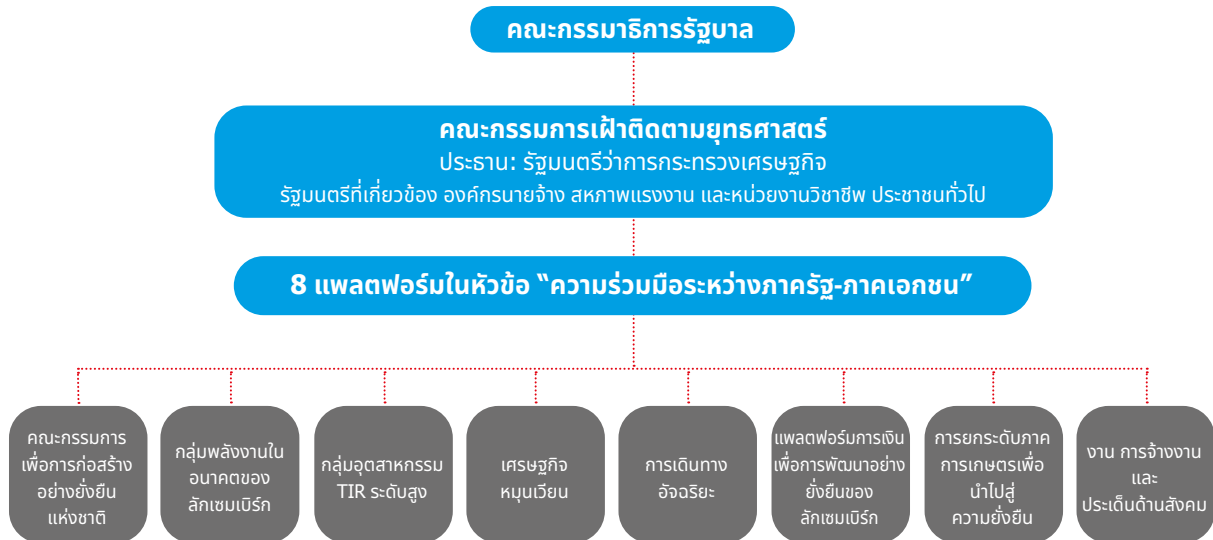 คณะกรรมาธิการรัฐบาล
คณะกรรมการเฝ้าติดตามยุทธศาสตร์
ประธาน: รัฐมนตรีว่าการกระทรวงเศรษฐกิจ
รัฐมนตรีที่เกี่ยวข้อง องค์กรนายจ้าง สหภาพแรงงาน และหน่วยงานวิชาชีพ ประชาชนทั่วไป
8 แพลตฟอร์มในหัวข้อ “ความร่วมมือระหว่างภาครัฐ-ภาคเอกชน”
คณะกรรมการ
เพื่อการก่อสร้าง
อย่างยั่งยืน
แห่งชาติ
กลุ่มพลังงานใน
อนาคตของ
ลักเซมเบิร์ก
กลุ่มอุตสาหกรรม
TIR ระดับสูง
เศรษฐกิจ
หมุนเวียน
การเดินทาง
อัจฉริยะ
แพลตฟอร์มการเงิน
เพื่อการพัฒนาอย่าง
ยั่งยืนของ
ลักเซมเบิร์ก
การยกระดับภาค
การเกษตรเพื่อ
นำไปสู่
ความยั่งยืน
งาน การจ้างงาน
และ
ประเด็นด้านสังคม